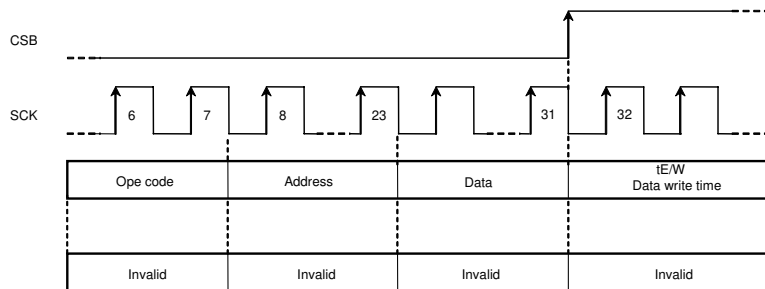 CSB
SCK
6 7 8 23 31 32
Ope code Address Data tE/W
Data write time
Invalid Invalid Invalid Invalid